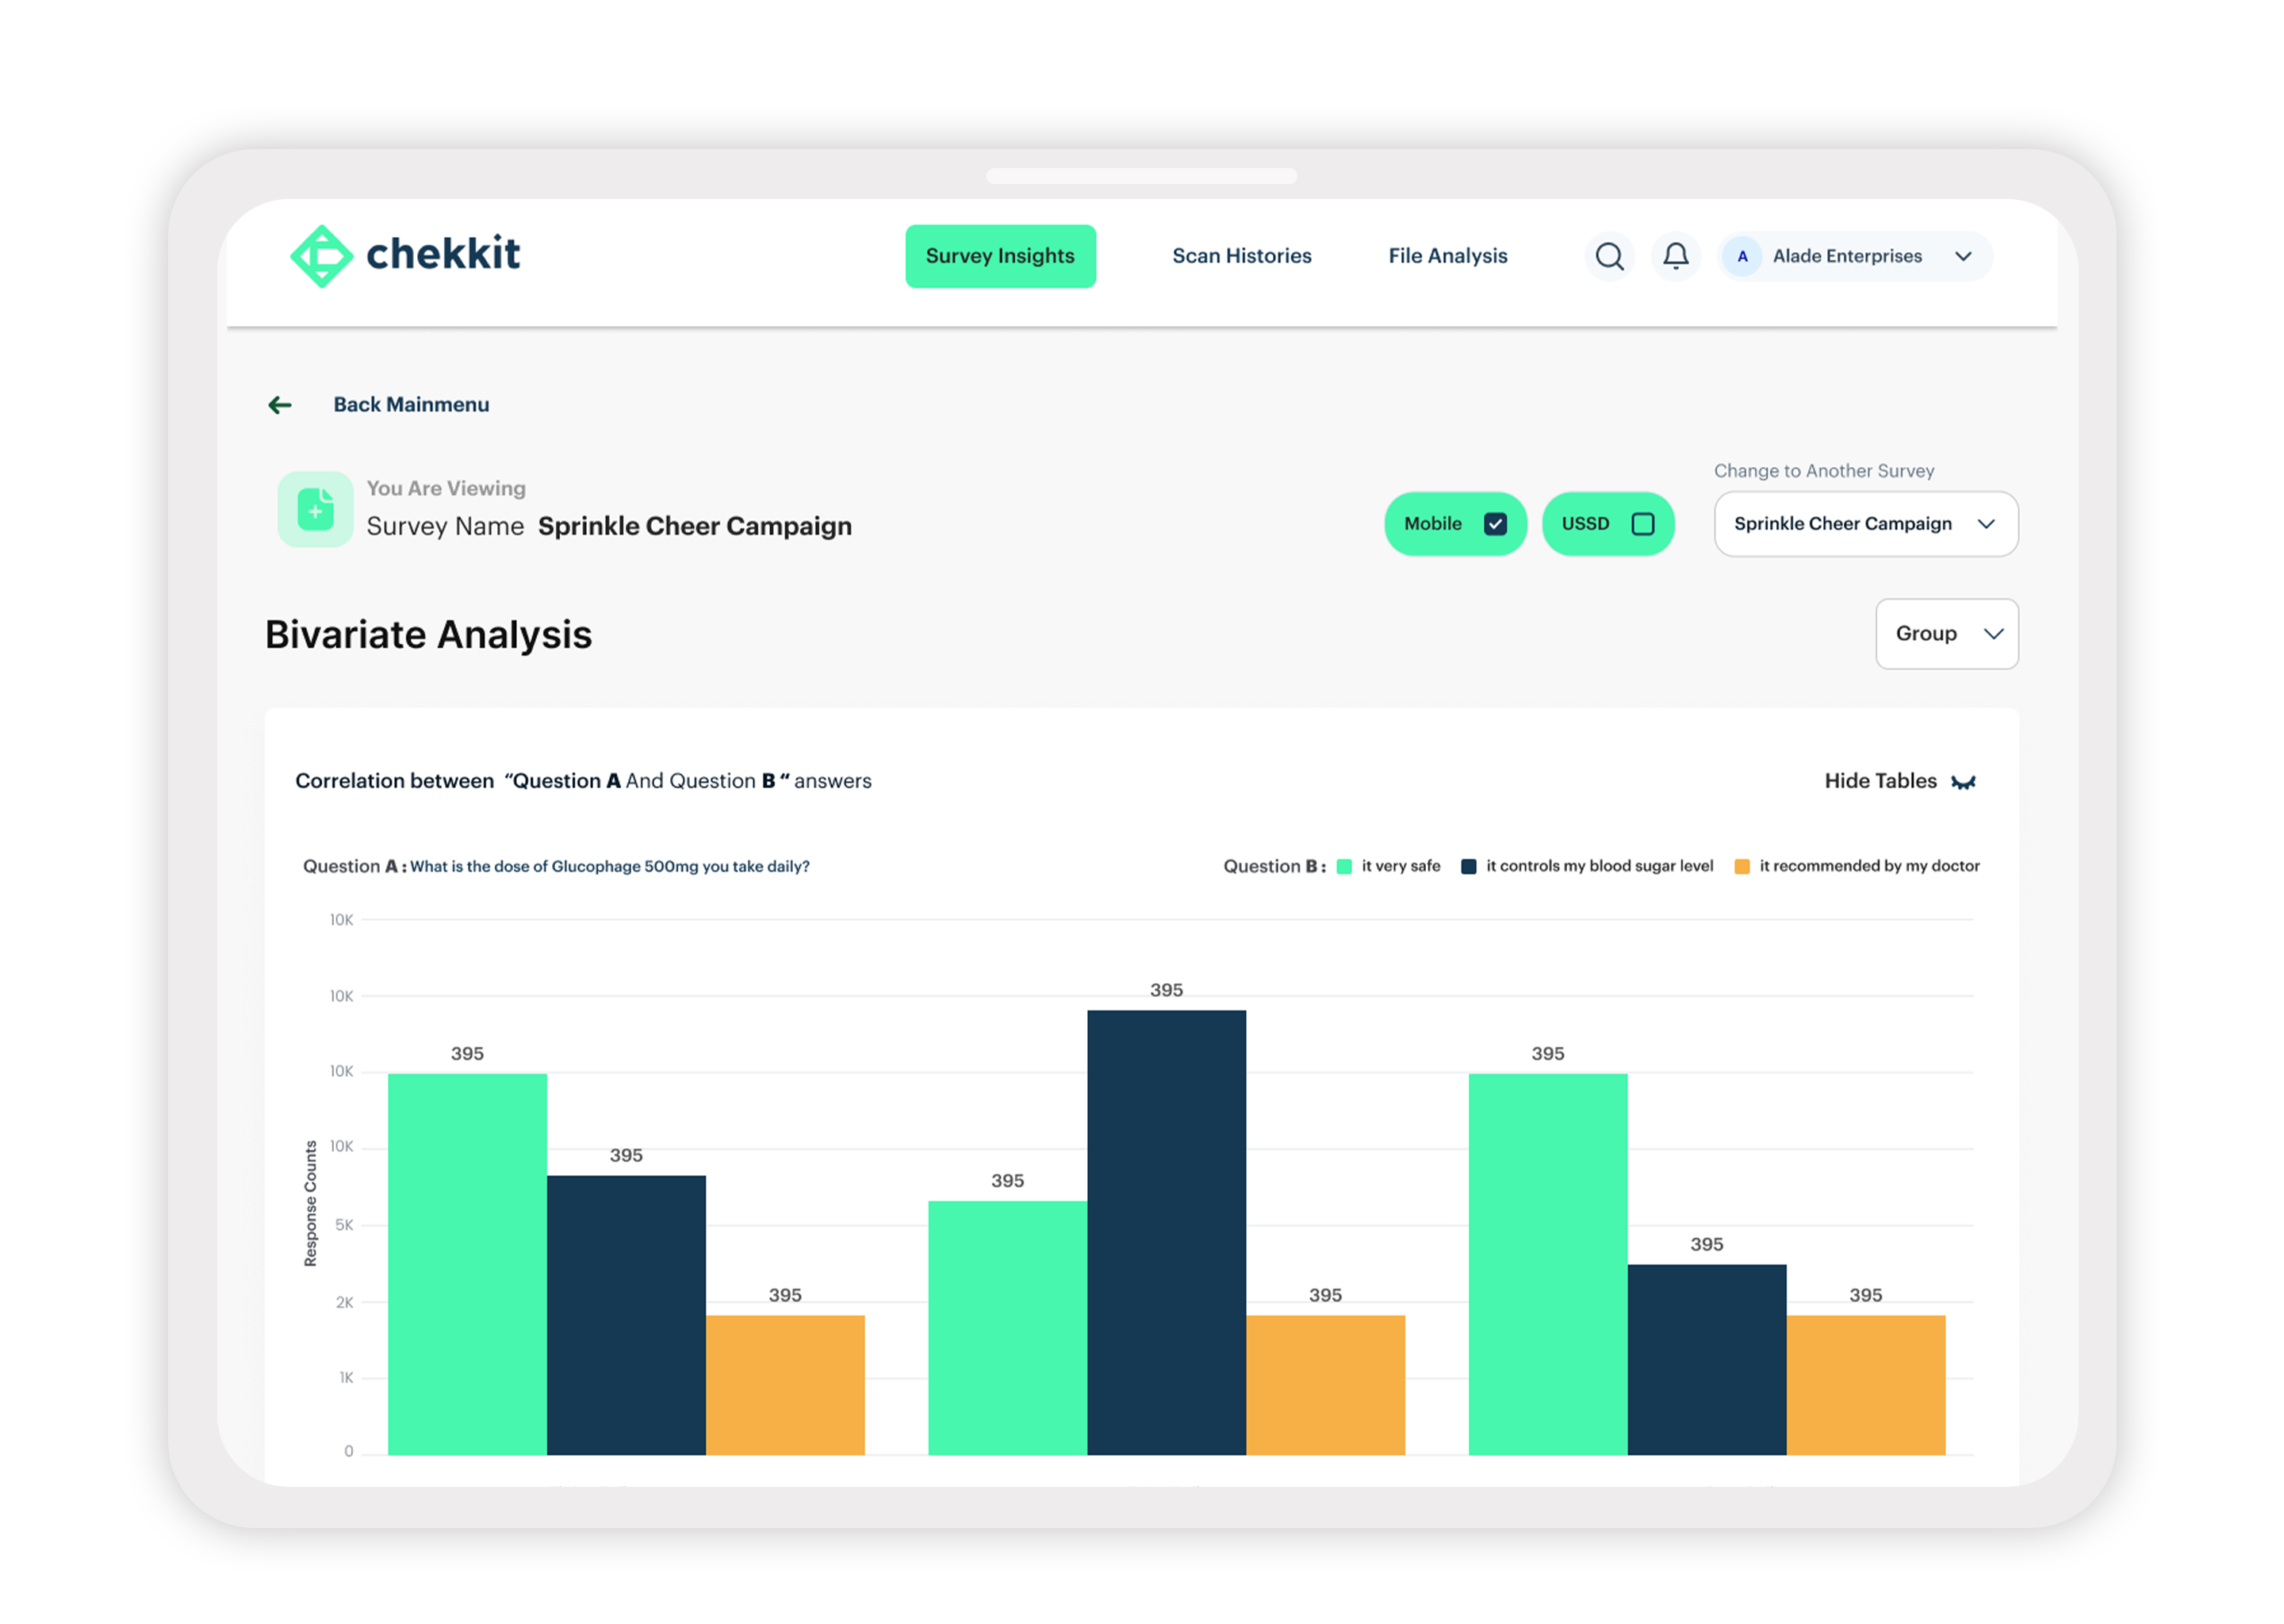 chekkit
Survey Insights
Scan Histories
File Analysis
A
Alade Enterprises
Back Mainmenu
You Are Viewing
Survey Name Sprinkle Cheer Campaign
Mobile
USSD
Change to Another Survey
Sprinkle Cheer Campaign
Bivariate Analysis
Group
Correlation between “Question A And Question B “ answers
Hide Tables
Question A : What is the dose of Glucophage 500mg you take daily?
Question B : it very safe it controls my blood sugar level it recommended by my doctor
Response Counts
10K
10K
10K
10K
5K
2K
1K
0
395
395
395
395
395
395
395
395
395